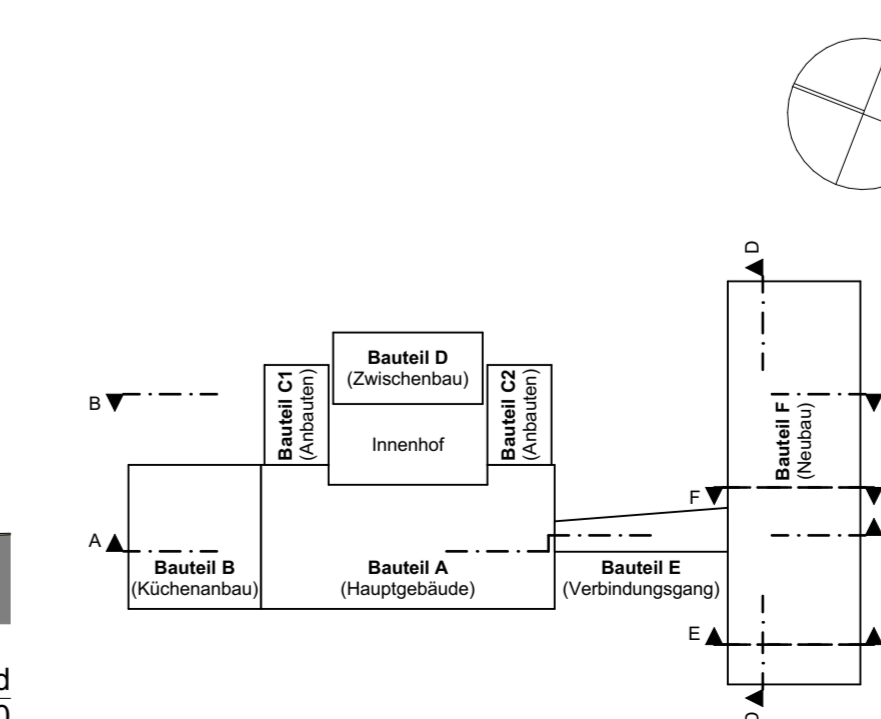 D
Bauteil D
(Zwischenbau)
Bauteil C1
(Anbauten)
Bauteil C2
(Anbauten)
Innenhof
B
Bauteil F
(Neubau)
F
A
Bauteil B
(Küchenanbau)
Bauteil A
(Hauptgebäude)
Bauteil E
(Verbindungsgang)
E
d